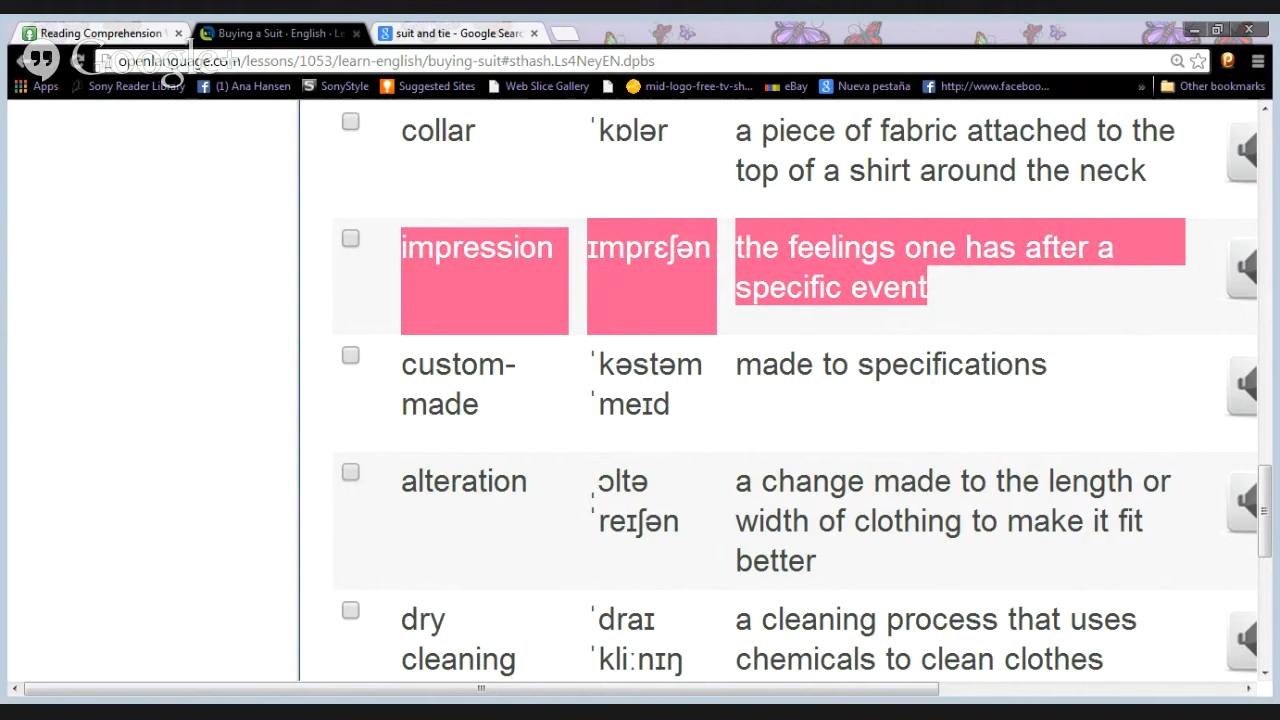 Reading Comprehension
Buying a Suit · English · Le
suit and tie - Google Searc
Google+
openlanguage.com/lessons/1053/learn-english/buying-suit#sthash.t4NeyEN.dpbs
Apps Sony Reader Library (1) Ana Hansen SonyStyle Suggested Sites Web Slice Gallery mid-logo-free-tv-sh... eBay Nueva pestaña http://www.faceboo... » Other bookmarks
collar ˈkɒlər a piece of fabric attached to the
top of a shirt around the neck
impression ɪmprɛʃən the feelings one has after a
specific event
custom- ˈkəstəm made to specifications
made ˈmeɪd
alteration ˌɔltə a change made to the length or
ˈreɪʃən width of clothing to make it fit
better
dry ˈdraɪ a cleaning process that uses
cleaning ˈkliːnɪŋ chemicals to clean clothes